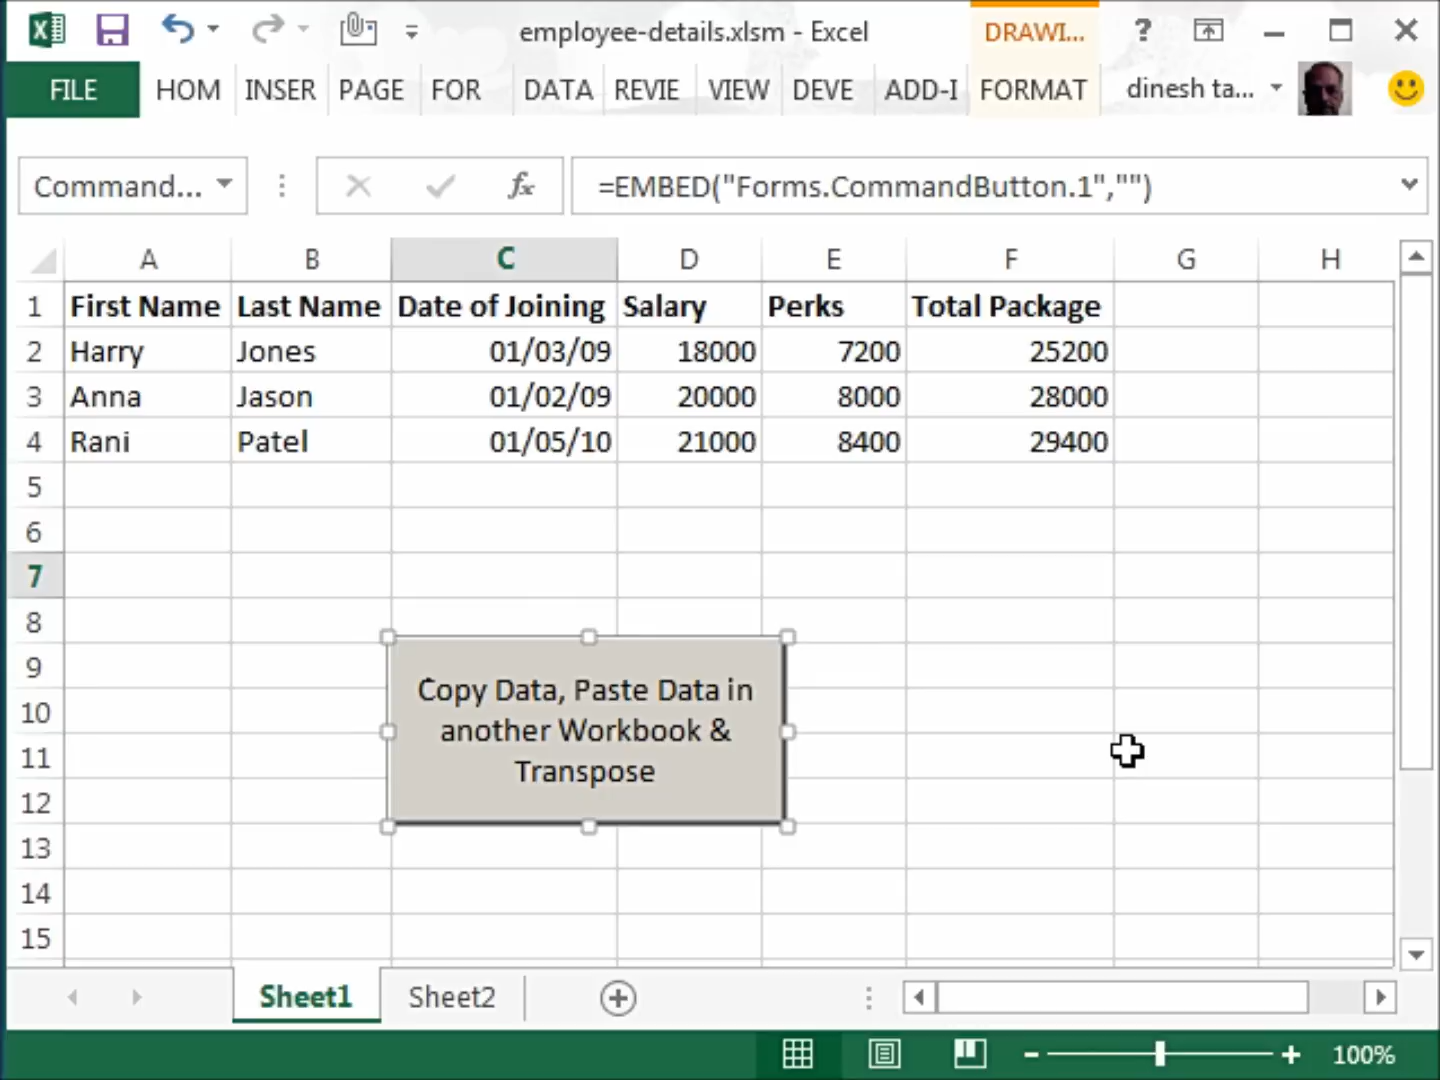 employee-details.xlsm - Excel
DRAWI...
?
FILE HOM INSER PAGE FOR DATA REVIE VIEW DEVE ADD-I FORMAT dinesh ta...
Command... fx =EMBED("Forms.CommandButton.1","")
A B C D E F G H
1 First Name Last Name Date of Joining Salary Perks Total Package
2 Harry Jones 01/03/09 18000 7200 25200
3 Anna Jason 01/02/09 20000 8000 28000
4 Rani Patel 01/05/10 21000 8400 29400
5
6
7
8
9
10
11
12
13
14
15
Copy Data, Paste Data in
another Workbook &
Transpose
Sheet1 Sheet2
100%